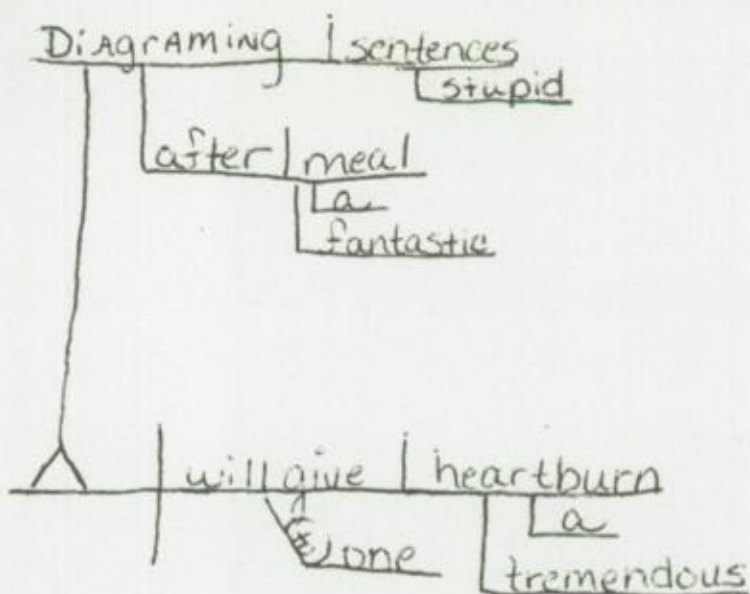 Diagraming sentences
stupid
after meal
a
fantastic
will give heartburn
a
one
tremendous